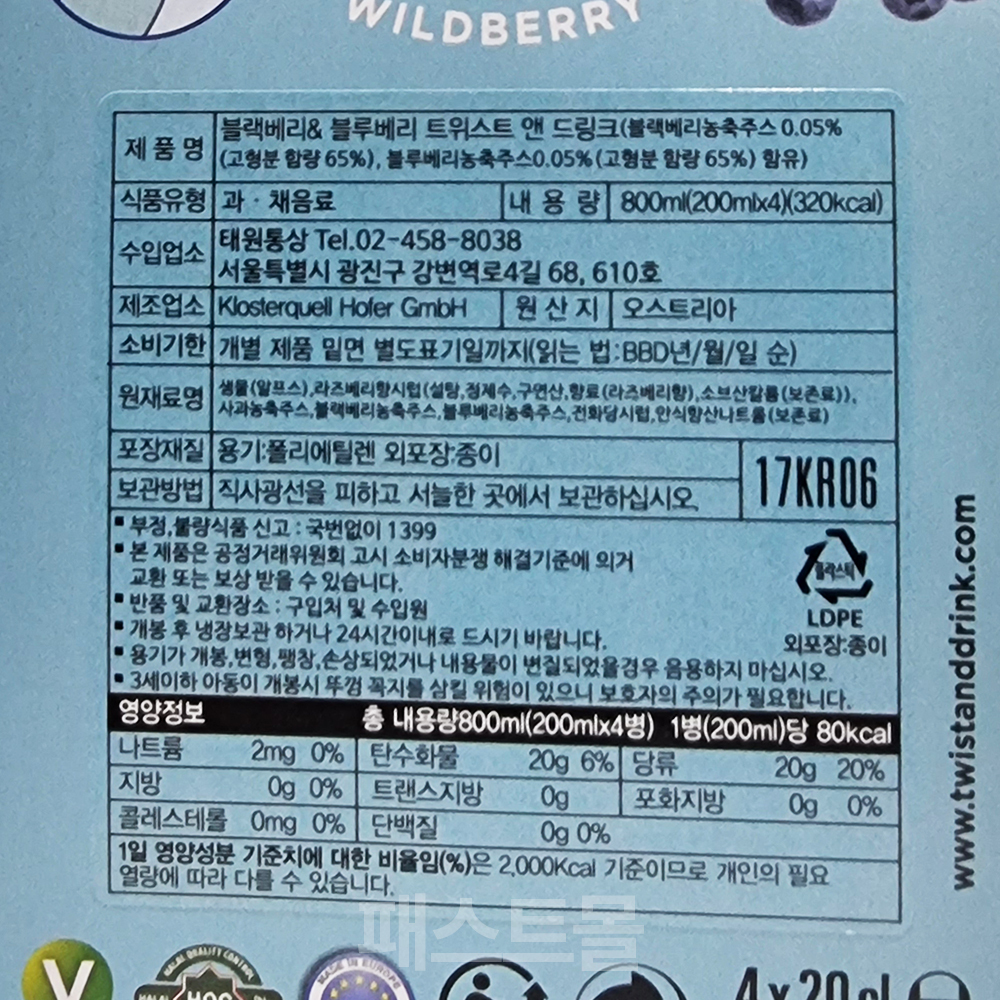 WILDBERRY
제 품 명 블랙베리& 블루베리 트위스트 앤 드링크(블랙베리농축주스 0.05%
(고형분 함량 65%), 블루베리농축주스0.05%(고형분 함량 65%) 함유)
식품유형 과 · 채음료 내 용 량 800ml(200mlx4)(320kcal)
수입업소 태원통상 Tel.02-458-8038
서울특별시 광진구 강변역로4길 68, 610호
제조업소 Klosterquell Hofer GmbH 원 산 지 오스트리아
소비기한 개별 제품 밑면 별도표기일까지(읽는 법:BBD년/월/일 순)
원재료명 샘물(알프스),라즈베리향시럽(설탕,정제수,구연산,향료(라즈베리향),소브산칼륨(보존료)),
사과농축주스,블랙베리농축주스,블루베리농축주스,전화당시럽,안식향산나트륨(보존료)
포장재질 용기:폴리에틸렌 외포장:종이
17KR06
보관방법 직사광선을 피하고 서늘한 곳에서 보관하십시오.
▪ 부정,불량식품 신고 : 국번없이 1399
▪ 본 제품은 공정거래위원회 고시 소비자분쟁 해결기준에 의거
교환 또는 보상 받을 수 있습니다.
▪ 반품 및 교환장소 : 구입처 및 수입원
▪ 개봉 후 냉장보관 하거나 24시간이내로 드시기 바랍니다.
▪ 용기가 개봉,변형,팽창,손상되었거나 내용물이 변질되었을경우 음용하지 마십시오.
▪ 3세이하 아동이 개봉시 뚜껑 꼭지를 삼킬 위험이 있으니 보호자의 주의가 필요합니다.
플라스틱
LDPE
외포장:종이
영양정보 총 내용량800ml(200mlx4병) 1병(200ml)당 80kcal
나트륨 2mg 0% 탄수화물 20g 6% 당류 20g 20%
지방 0g 0% 트랜스지방 0g 포화지방 0g 0%
콜레스테롤 0mg 0% 단백질 0g 0%
1일 영양성분 기준치에 대한 비율임(%)은 2,000Kcal 기준이므로 개인의 필요
열량에 따라 다를 수 있습니다.
www.twistanddrink.com
패스트몰
V
HALAL QUALITY CONTROL
HQC
MADE IN EUROPE
4 x 20 cl